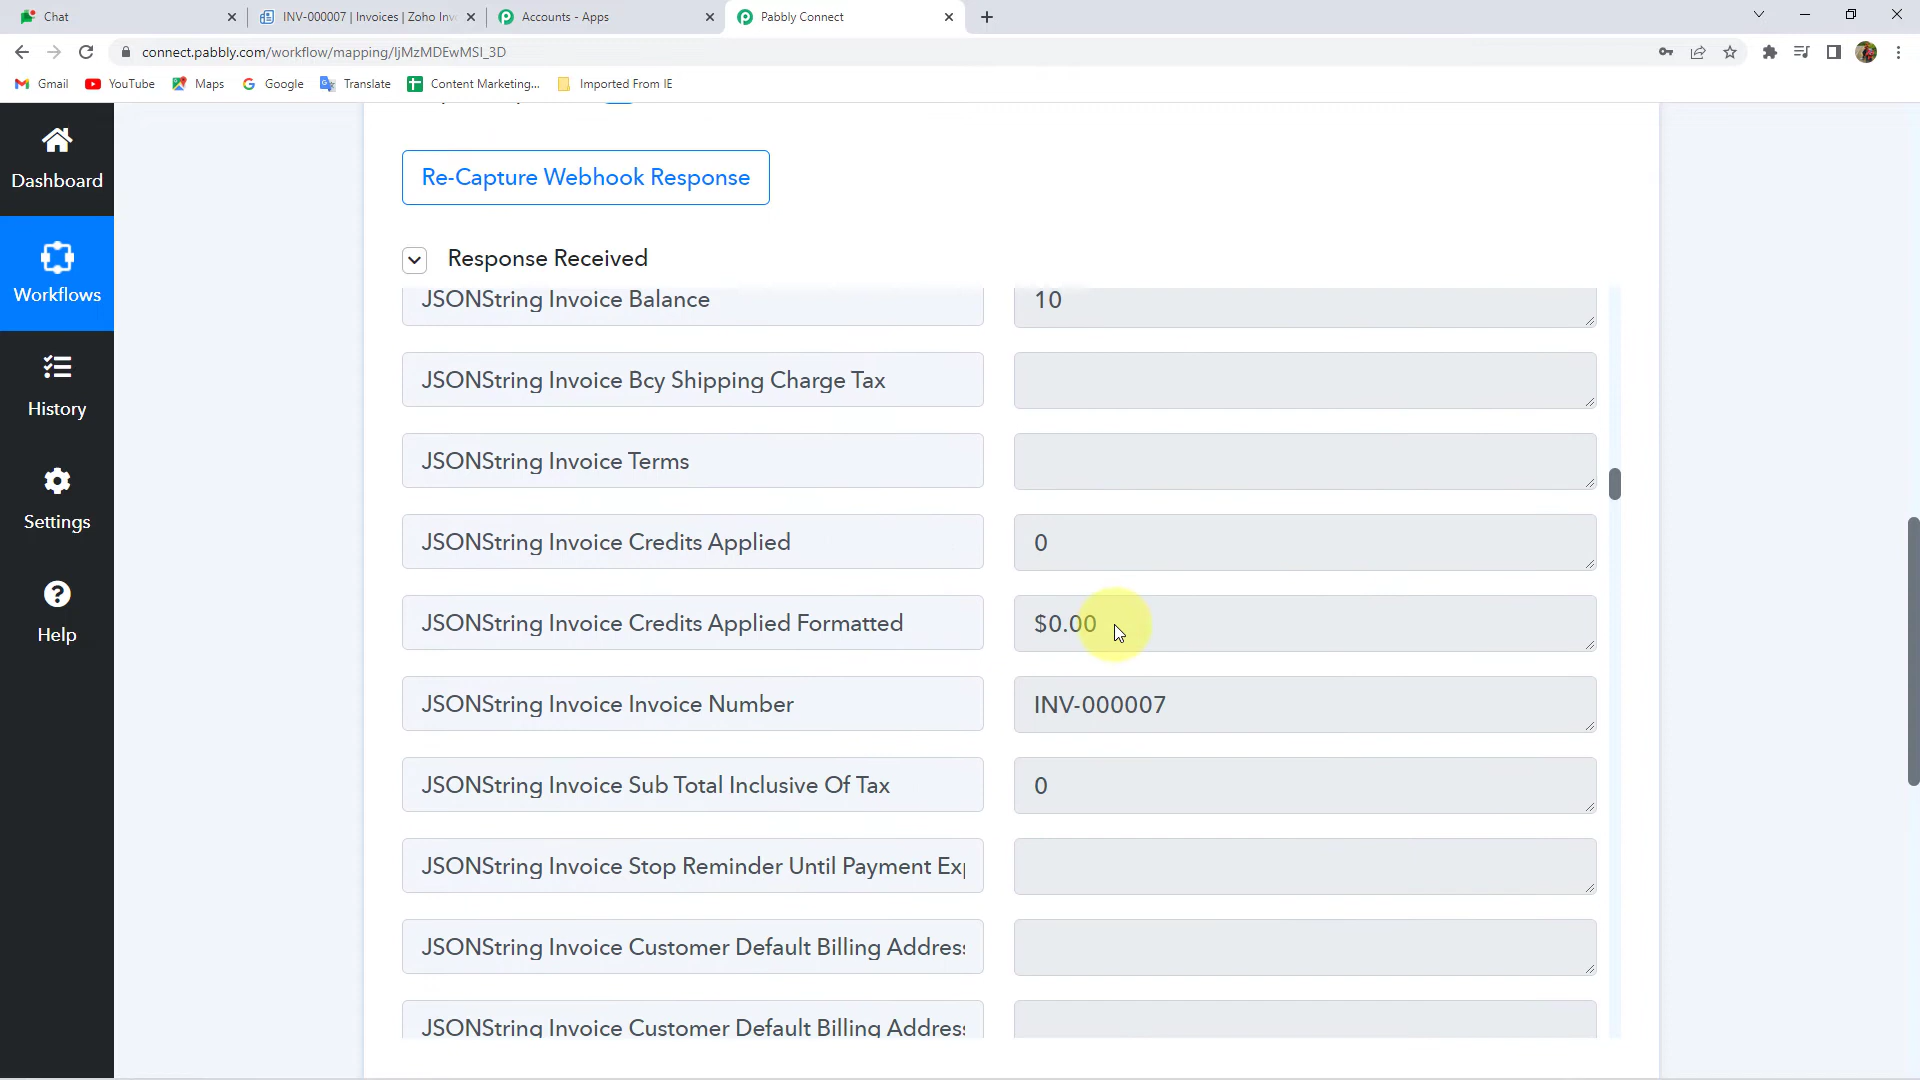 Chat
INV-000007 | Invoices | Zoho Inv
Accounts - Apps
Pabbly Connect
connect.pabbly.com/workflow/mapping/IjMzMDEwMSI_3D
Gmail
YouTube
Maps
Google
Translate
Content Marketing...
Imported From IE
Dashboard
Workflows
History
Settings
Help
Re-Capture Webhook Response
Response Received
JSONString Invoice Balance
10
JSONString Invoice Bcy Shipping Charge Tax
JSONString Invoice Terms
JSONString Invoice Credits Applied
0
JSONString Invoice Credits Applied Formatted
$0.00
JSONString Invoice Invoice Number
INV-000007
JSONString Invoice Sub Total Inclusive Of Tax
0
JSONString Invoice Stop Reminder Until Payment Exp
JSONString Invoice Customer Default Billing Address
JSONString Invoice Customer Default Billing Address